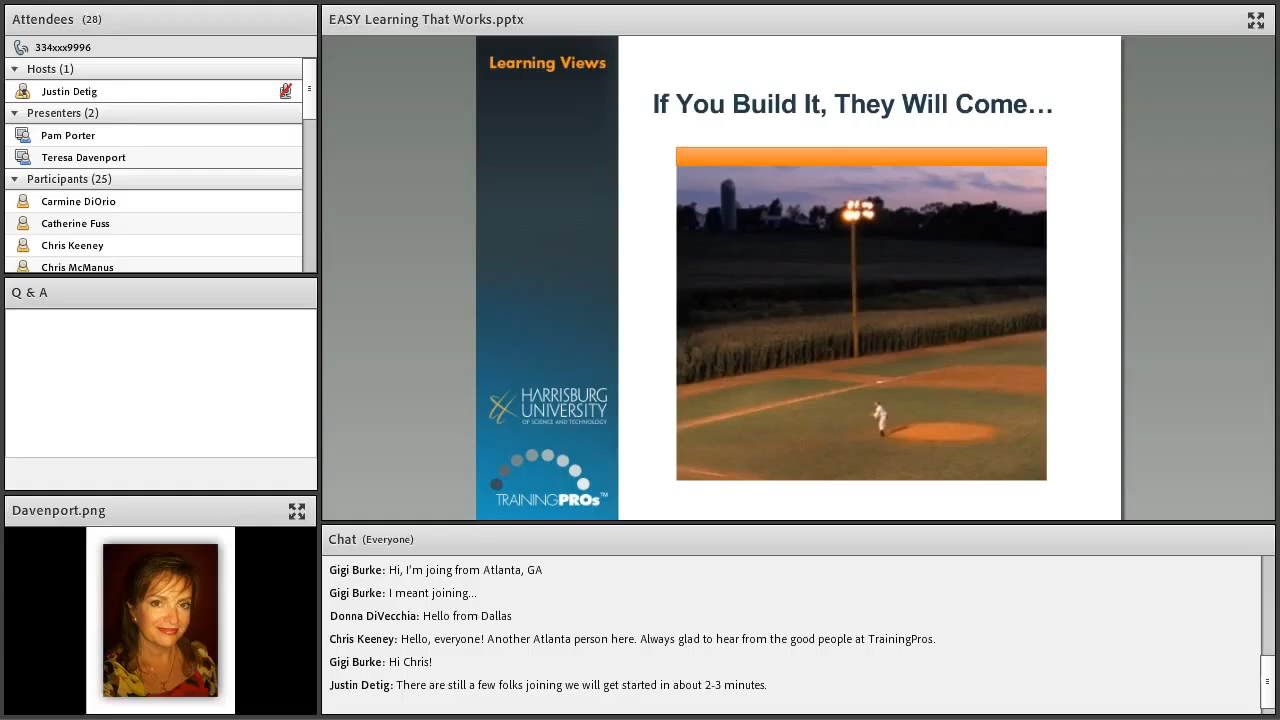 Attendees (28)
334xxx9996
Hosts (1)
Justin Detig
Presenters (2)
Pam Porter
Teresa Davenport
Participants (25)
Carmine DiOrio
Catherine Fuss
Chris Keeney
Chris McManus
Q & A
Davenport.png
EASY Learning That Works.pptx
Learning Views
If You Build It, They Will Come…
HARRISBURG
UNIVERSITY
OF SCIENCE AND TECHNOLOGY
TRAININGPROs™
Chat (Everyone)
Gigi Burke: Hi, I'm joing from Atlanta, GA
Gigi Burke: I meant joining...
Donna DiVecchia: Hello from Dallas
Chris Keeney: Hello, everyone! Another Atlanta person here. Always glad to hear from the good people at TrainingPros.
Gigi Burke: Hi Chris!
Justin Detig: There are still a few folks joining we will get started in about 2-3 minutes.